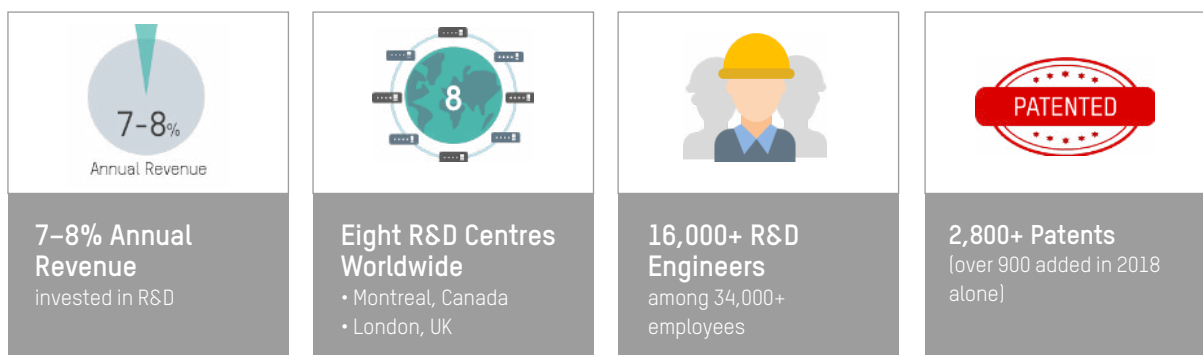 7-8%
Annual Revenue
8
PATENTED
7–8% Annual
Revenue
invested in R&D
Eight R&D Centres
Worldwide
• Montreal, Canada
• London, UK
16,000+ R&D
Engineers
among 34,000+
employees
2,800+ Patents
(over 900 added in 2018
alone)